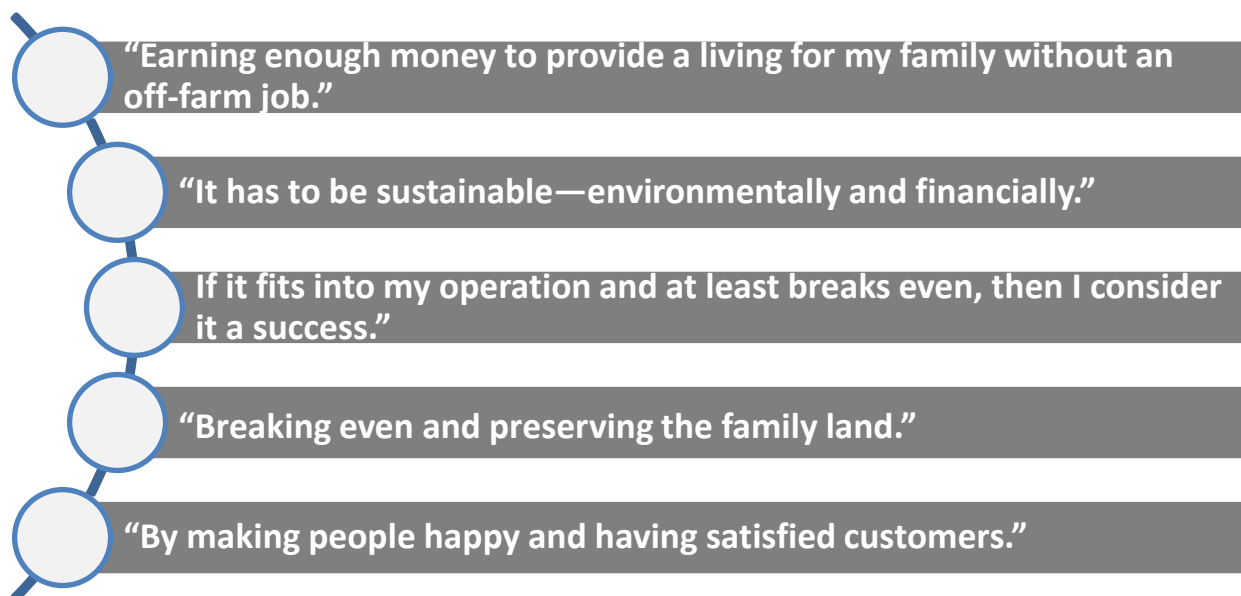 “Earning enough money to provide a living for my family without an
off-farm job.”
“It has to be sustainable—environmentally and financially.”
If it fits into my operation and at least breaks even, then I consider
it a success.”
“Breaking even and preserving the family land.”
“By making people happy and having satisfied customers.”